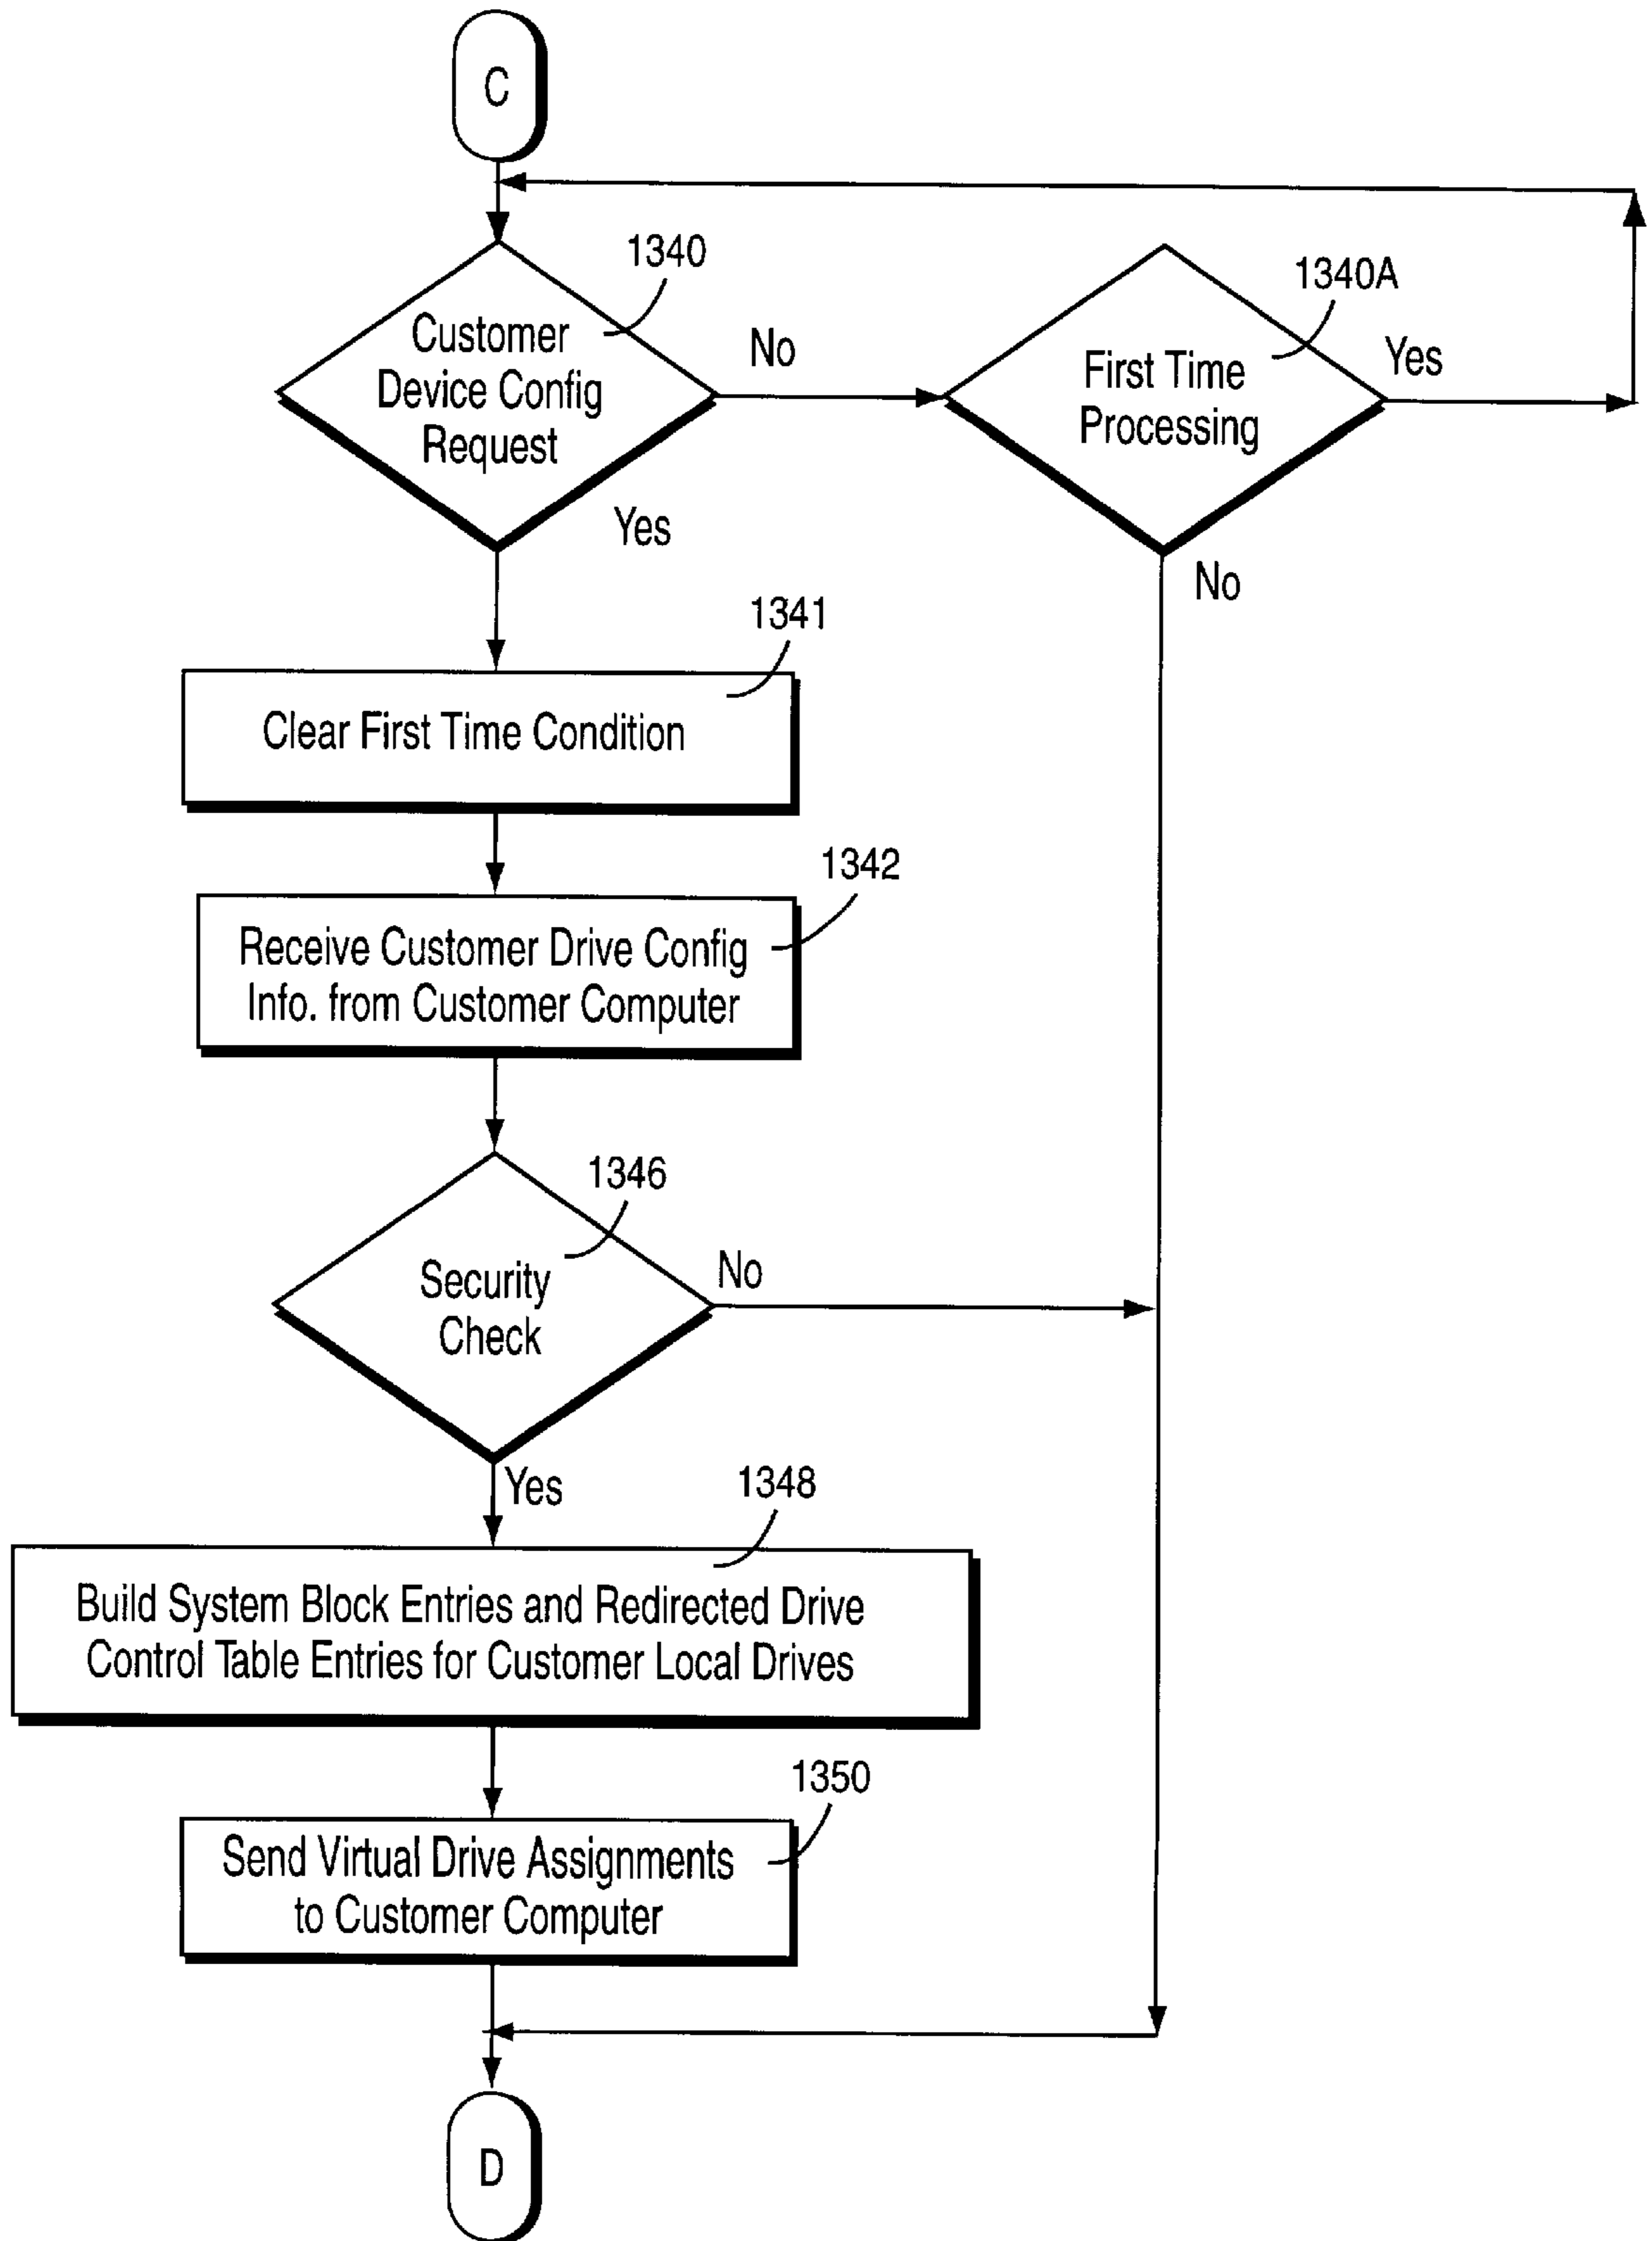 C
1340
Customer
Device Config
Request
No
Yes
1340A
First Time
Processing
Yes
No
1341
Clear First Time Condition
1342
Receive Customer Drive Config
Info. from Customer Computer
1346
Security
Check
No
Yes
1348
Build System Block Entries and Redirected Drive
Control Table Entries for Customer Local Drives
1350
Send Virtual Drive Assignments
to Customer Computer
D